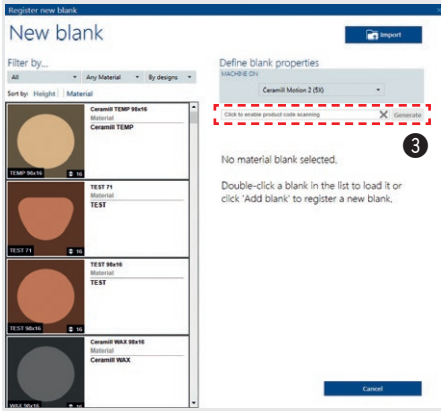 Register new blank
New blank
Import
Filter by...
All
Any Material
By designs
Sort by: Height Material
Ceramill TEMP 98x16
Material
Ceramill TEMP
TEMP 98x16
16
TEST 71
Material
TEST
TEST 71
16
TEST 98x16
Material
TEST
TEST 98x16
16
Ceramill WAX 98x16
Material
Ceramill WAX
WAX 98x16
16
Define blank properties
MACHINE ON
Ceramill Motion 2 (5X)
Click to enable product code scanning
Generate
3
No material blank selected.
Double-click a blank in the list to load it or
click 'Add blank' to register a new blank.
Cancel